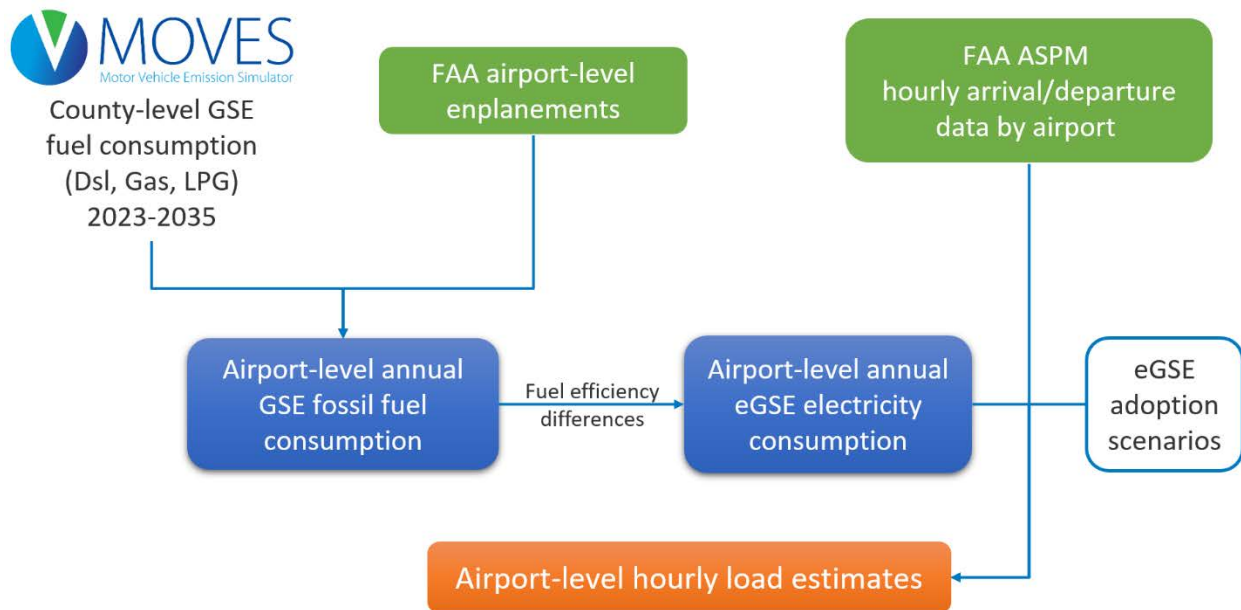 MOVES
Motor Vehicle Emission Simulator
County-level GSE
fuel consumption
(Dsl, Gas, LPG)
2023-2035
FAA airport-level
enplanements
FAA ASPM
hourly arrival/departure
data by airport
Airport-level annual
GSE fossil fuel
consumption
Fuel efficiency
differences
Airport-level annual
eGSE electricity
consumption
eGSE
adoption
scenarios
Airport-level hourly load estimates